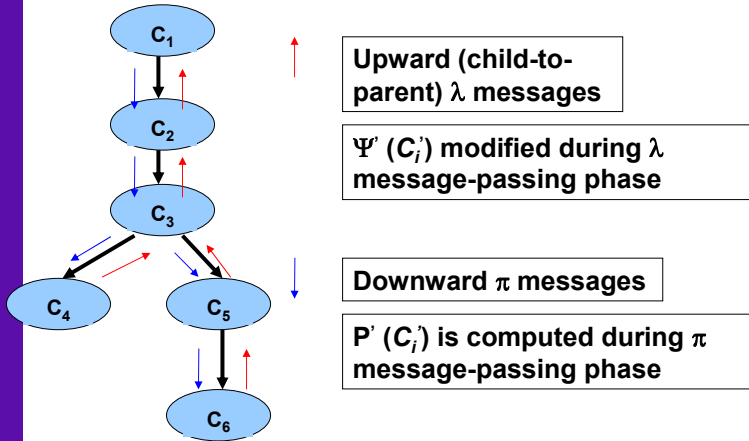 C1
C2
C3
C4
C5
C6
Upward (child-to-
parent) λ messages
Ψ' (Ci') modified during λ
message-passing phase
Downward π messages
P' (Ci') is computed during π
message-passing phase